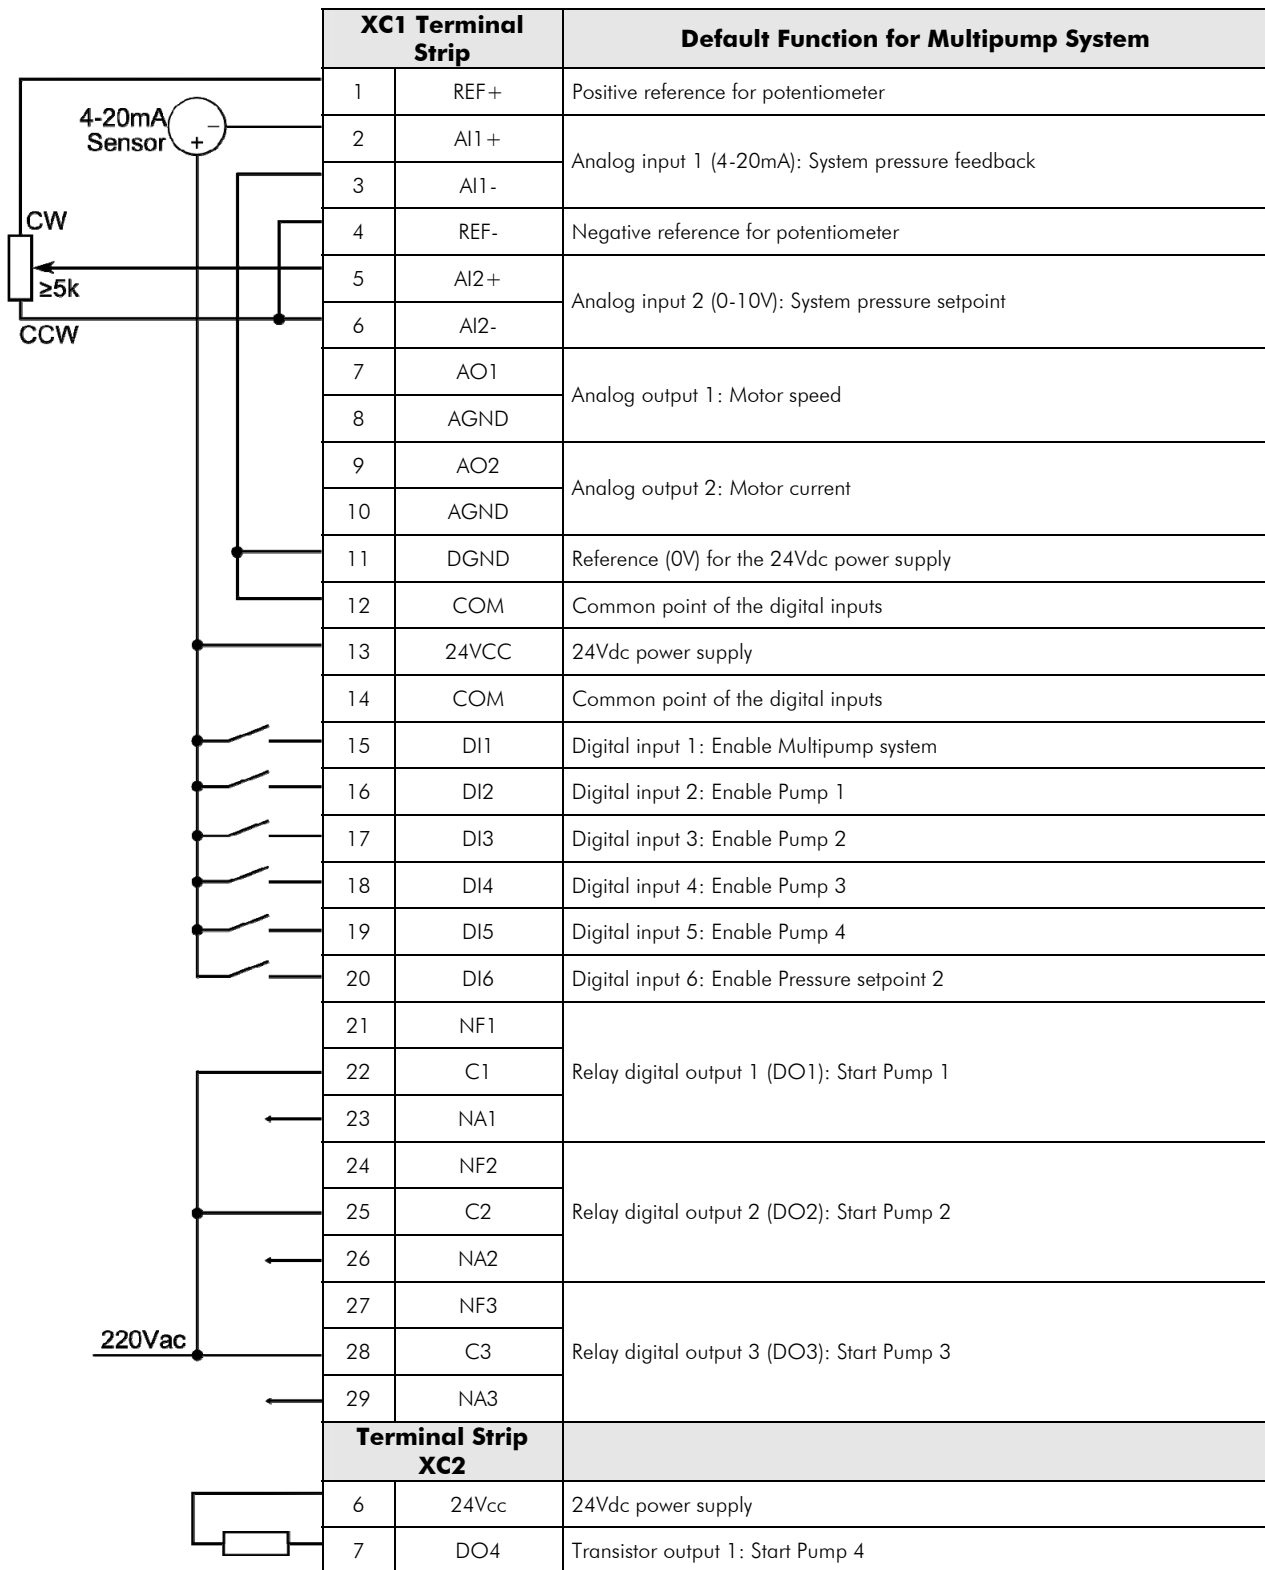 XC1 Terminal Strip | Default Function for Multipump System
1 | REF+ | Positive reference for potentiometer
4-20mA Sensor
−
+
2 | AI1+ | Analog input 1 (4-20mA): System pressure feedback
3 | AI1-
CW
4 | REF- | Negative reference for potentiometer
≥5k
5 | AI2+ | Analog input 2 (0-10V): System pressure setpoint
CCW
6 | AI2-
7 | AO1 | Analog output 1: Motor speed
8 | AGND
9 | AO2 | Analog output 2: Motor current
10 | AGND
11 | DGND | Reference (0V) for the 24Vdc power supply
12 | COM | Common point of the digital inputs
13 | 24VCC | 24Vdc power supply
14 | COM | Common point of the digital inputs
15 | DI1 | Digital input 1: Enable Multipump system
16 | DI2 | Digital input 2: Enable Pump 1
17 | DI3 | Digital input 3: Enable Pump 2
18 | DI4 | Digital input 4: Enable Pump 3
19 | DI5 | Digital input 5: Enable Pump 4
20 | DI6 | Digital input 6: Enable Pressure setpoint 2
21 | NF1
22 | C1 | Relay digital output 1 (DO1): Start Pump 1
23 | NA1
24 | NF2
25 | C2 | Relay digital output 2 (DO2): Start Pump 2
26 | NA2
27 | NF3
220Vac
28 | C3 | Relay digital output 3 (DO3): Start Pump 3
29 | NA3
Terminal Strip XC2
6 | 24Vcc | 24Vdc power supply
7 | DO4 | Transistor output 1: Start Pump 4